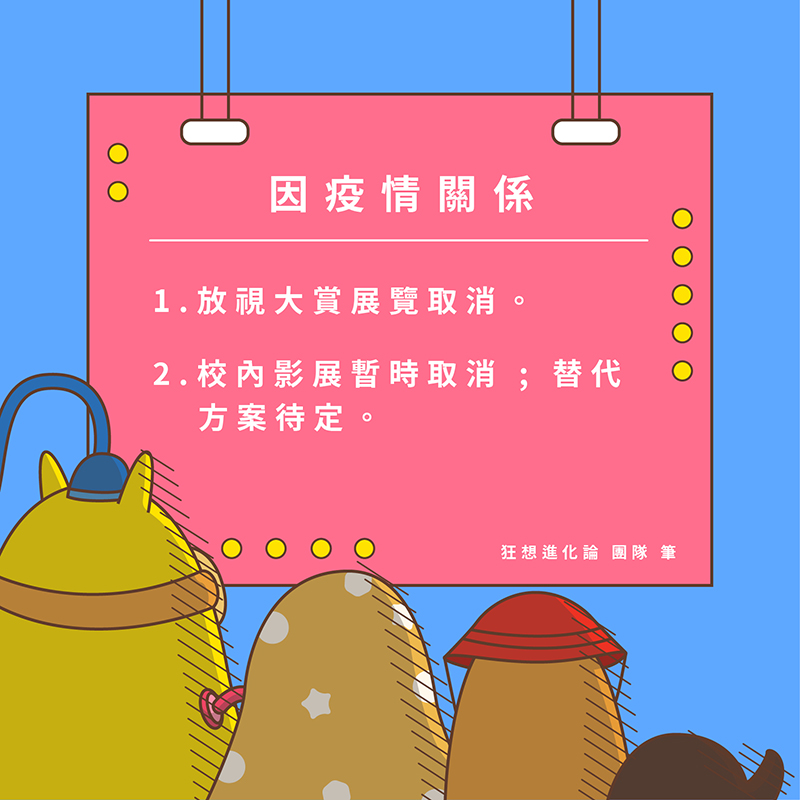 因疫情關係
1.放視大賞展覽取消。
2.校內影展暫時取消；替代
方案待定。
狂想進化論 團隊 筆